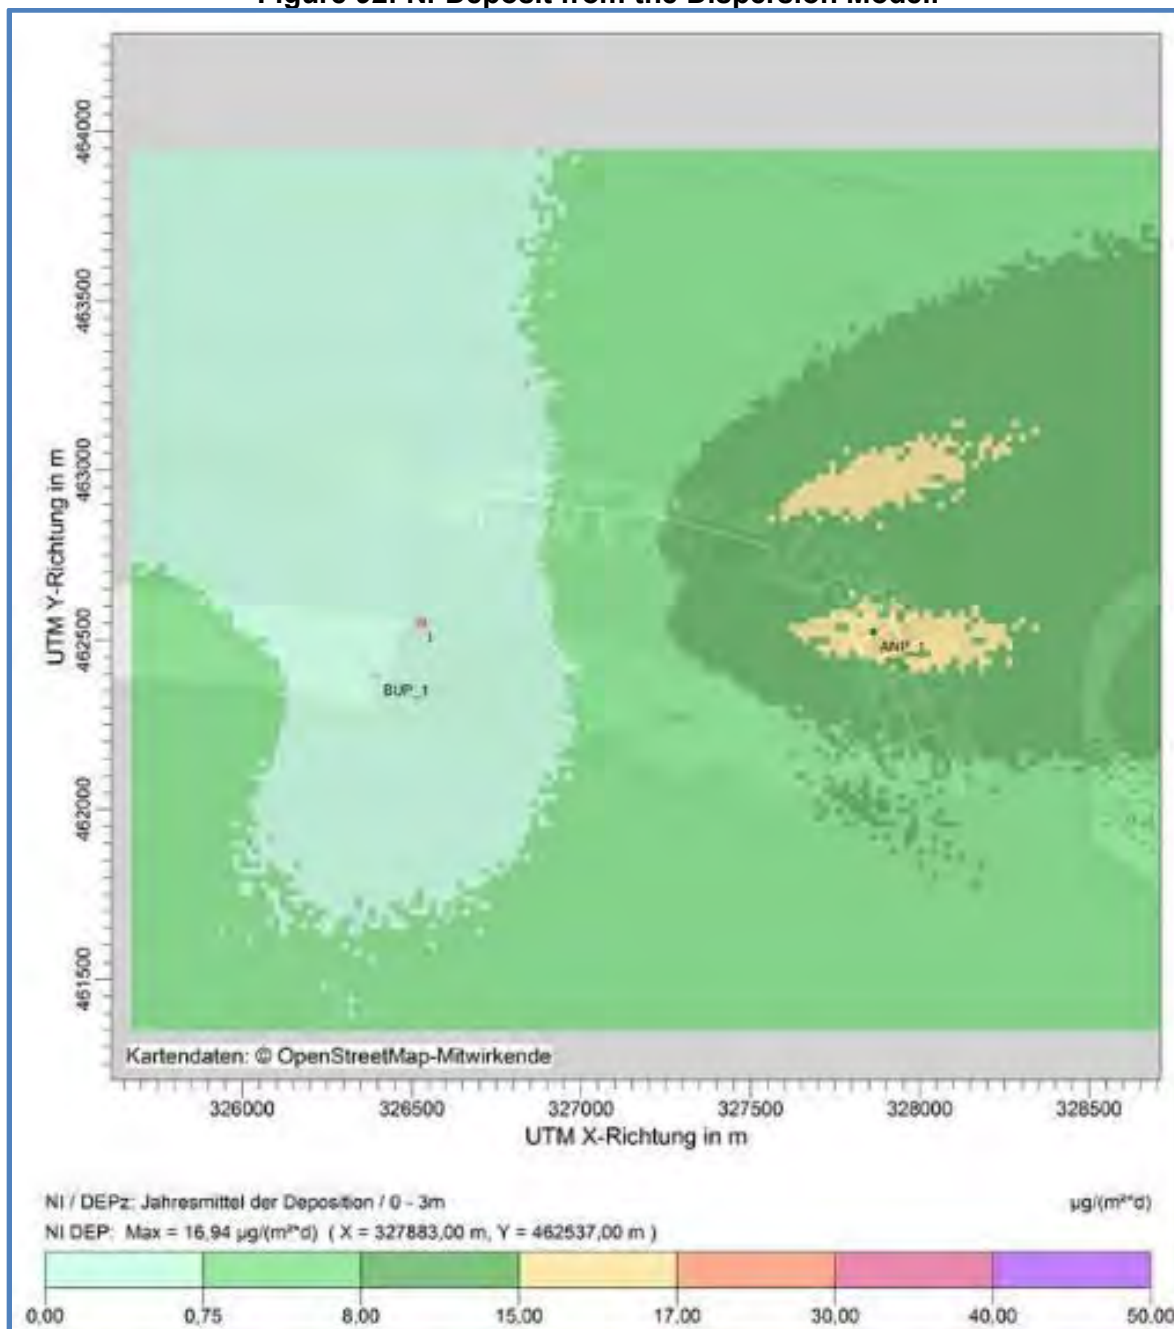 Figure 92: Ni Deposit from the Dispersion Modell
464000
463500
463000
462500
462000
461500
UTM Y-Richtung in m
1
BUP_1
ANP_1
Kartendaten: © OpenStreetMap-Mitwirkende
326000 326500 327000 327500 328000 328500
UTM X-Richtung in m
NI / DEPz: Jahresmittel der Deposition / 0 - 3m µg/(m²*d)
NI DEP: Max = 16,94 µg/(m²*d) ( X = 327883,00 m, Y = 462537,00 m )
0,00 0,75 8,00 15,00 17,00 30,00 40,00 50,00